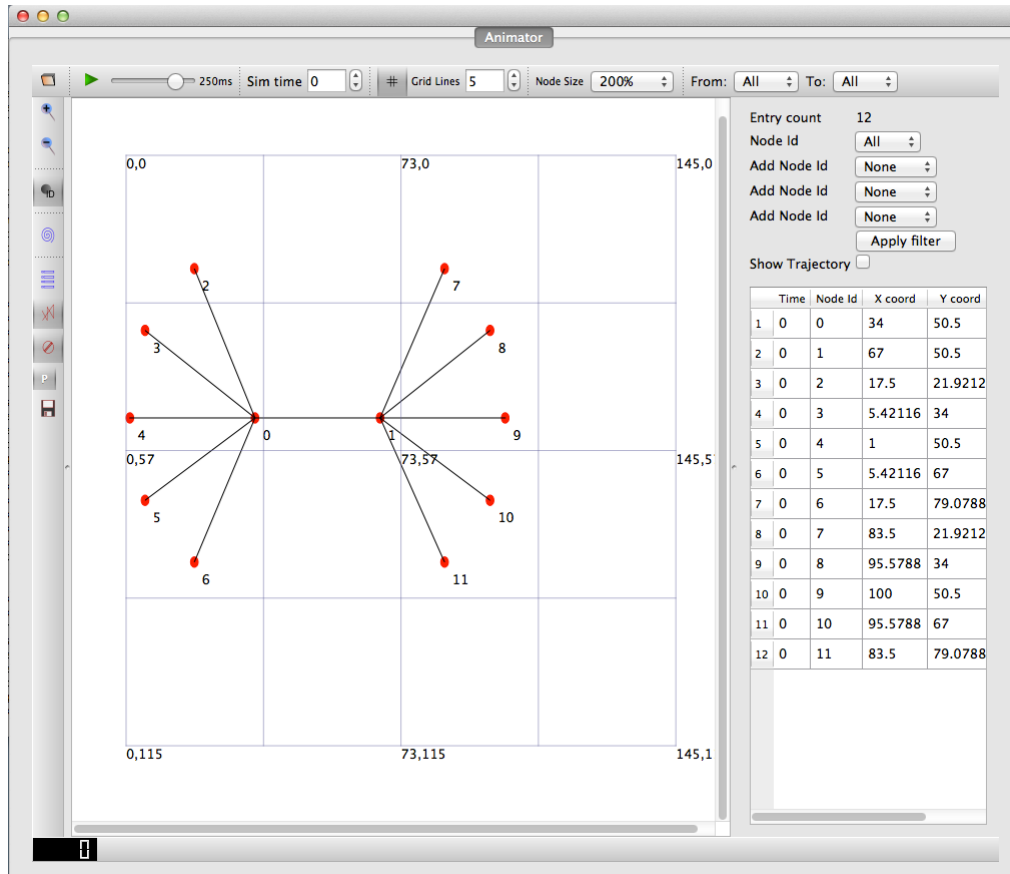 Animator
250ms Sim time 0 # Grid Lines 5 Node Size 200% From: All To: All
Entry count 12
Node Id All
Add Node Id None
Add Node Id None
Add Node Id None
Apply filter
Show Trajectory
ID
P
0,0 73,0 145,0
2 7
3 8
4 0 1 9
0,57 73,57 145,5
5 10
6 11
0,115 73,115 145,1
Time Node Id X coord Y coord
1 0 0 34 50.5
2 0 1 67 50.5
3 0 2 17.5 21.9212
4 0 3 5.42116 34
5 0 4 1 50.5
6 0 5 5.42116 67
7 0 6 17.5 79.0788
8 0 7 83.5 21.9212
9 0 8 95.5788 34
10 0 9 100 50.5
11 0 10 95.5788 67
12 0 11 83.5 79.0788
0